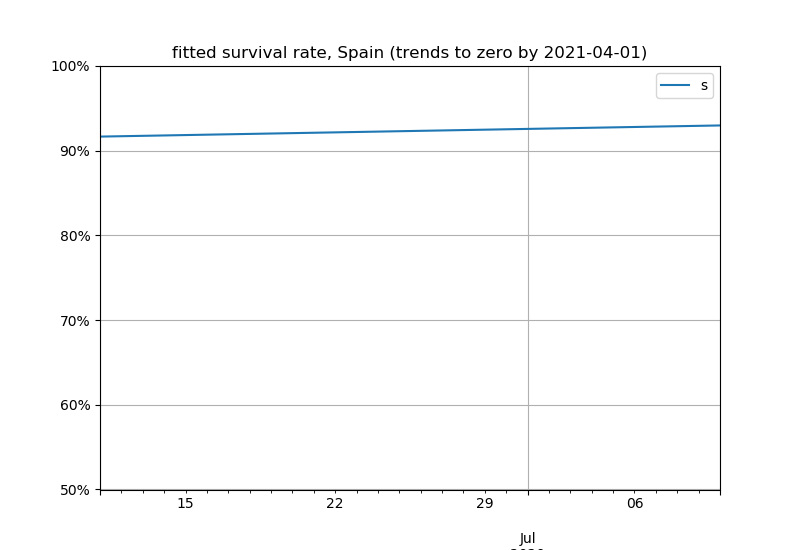 fitted survival rate, Spain (trends to zero by 2021-04-01)
s
100%
90%
80%
70%
60%
50%
15 22 29 06
Jul